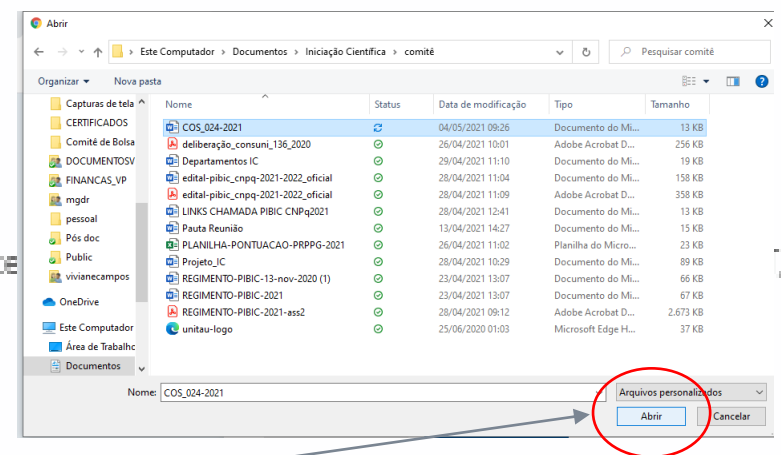 Abrir
Este Computador > Documentos > Iniciação Científica > comitê
Pesquisar comitê
Organizar
Nova pasta
Nome Status Data de modificação Tipo Tamanho
Capturas de tela
CERTIFICADOS
Comitê de Bolsa
DOCUMENTOSV
FINANCAS_VP
mgdr
pessoal
Pós doc
Public
vivianecampos
OneDrive
Este Computador
Área de Trabalho
Documentos
COS_024-2021 04/05/2021 09:26 Documento do Mi... 13 KB
deliberação_consuni_136_2020 26/04/2021 10:01 Adobe Acrobat D... 256 KB
Departamentos IC 29/04/2021 11:10 Documento do Mi... 19 KB
edital-pibic_cnpq-2021-2022_oficial 28/04/2021 11:04 Documento do Mi... 158 KB
edital-pibic_cnpq-2021-2022_oficial 28/04/2021 11:09 Adobe Acrobat D... 358 KB
LINKS CHAMADA PIBIC CNPq2021 28/04/2021 12:41 Documento do Mi... 13 KB
Pauta Reunião 13/04/2021 14:27 Documento do Mi... 15 KB
PLANILHA-PONTUACAO-PRPPG-2021 26/04/2021 11:02 Planilha do Micro... 23 KB
Projeto_IC 28/04/2021 10:29 Documento do Mi... 89 KB
REGIMENTO-PIBIC-13-nov-2020 (1) 23/04/2021 13:07 Documento do Mi... 66 KB
REGIMENTO-PIBIC-2021 23/04/2021 13:07 Documento do Mi... 67 KB
REGIMENTO-PIBIC-2021-ass2 28/04/2021 09:12 Adobe Acrobat D... 2.673 KB
unitau-logo 25/06/2020 01:03 Microsoft Edge H... 37 KB
Nome: COS_024-2021
Arquivos personalizados
Abrir Cancelar